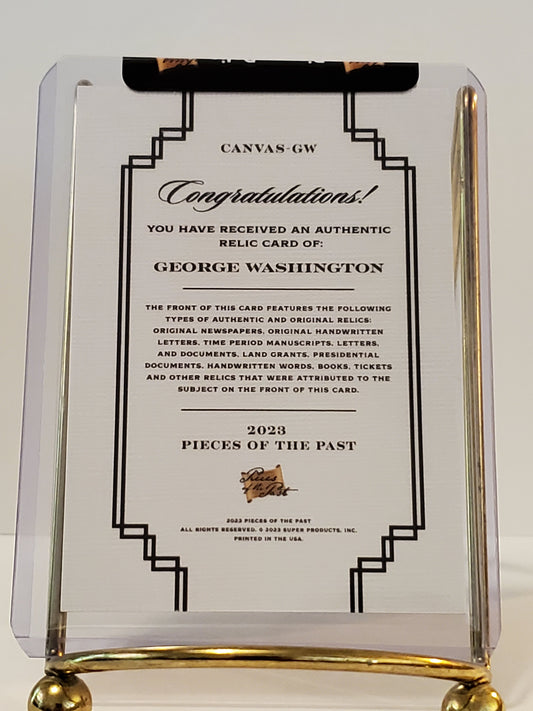 CANVAS-GW
Congratulations!
YOU HAVE RECEIVED AN AUTHENTIC
RELIC CARD OF:
GEORGE WASHINGTON
THE FRONT OF THIS CARD FEATURES THE FOLLOWING
TYPES OF AUTHENTIC AND ORIGINAL RELICS:
ORIGINAL NEWSPAPERS, ORIGINAL HANDWRITTEN
LETTERS, TIME PERIOD MANUSCRIPTS, LETTERS,
AND DOCUMENTS, LAND GRANTS, PRESIDENTIAL
DOCUMENTS, HANDWRITTEN WORDS, BOOKS, TICKETS
AND OTHER RELICS THAT WERE ATTRIBUTED TO THE
SUBJECT ON THE FRONT OF THIS CARD.
2023
PIECES OF THE PAST
Pieces
of the Past
2023 PIECES OF THE PAST
ALL RIGHTS RESERVED. © 2023 SUPER PRODUCTS, INC.
PRINTED IN THE USA.